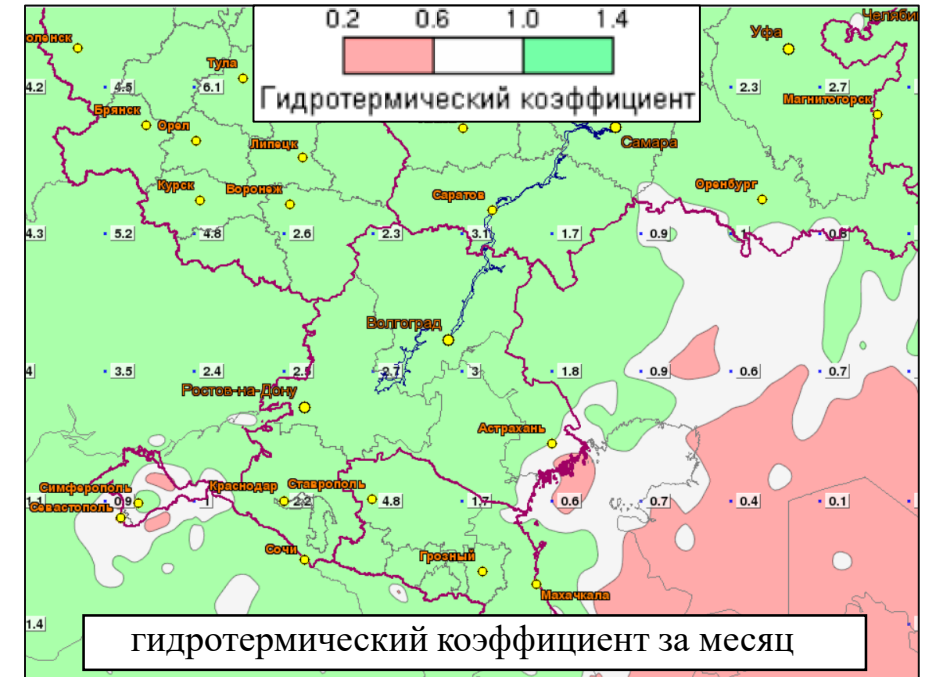 0.2 0.6 1.0 1.4
Гидротермический коэффициент
Челяби
оленск
Уфа
Тула
4.2 4.5 6.1 2.3 2.7
Магнитогорск
Брянск
Орел
Липецк
Самара
Курск Воронеж Саратов Оренбург
4.3 5.2 4.8 2.6 2.3 3.1 1.7 0.9 1 0.8
Волгоград
4 3.5 2.4 2.5 2.7 3 1.8 0.9 0.6 0.7
Ростов-на-Дону
Астрахань
Симферополь Краснодар Ставрополь
1.1 0.9 1 2.2 4.8 1.7 0.6 0.7 0.4 0.1
Севастополь
Сочи Грозный
Махачкала
1.4
гидротермический коэффициент за месяц